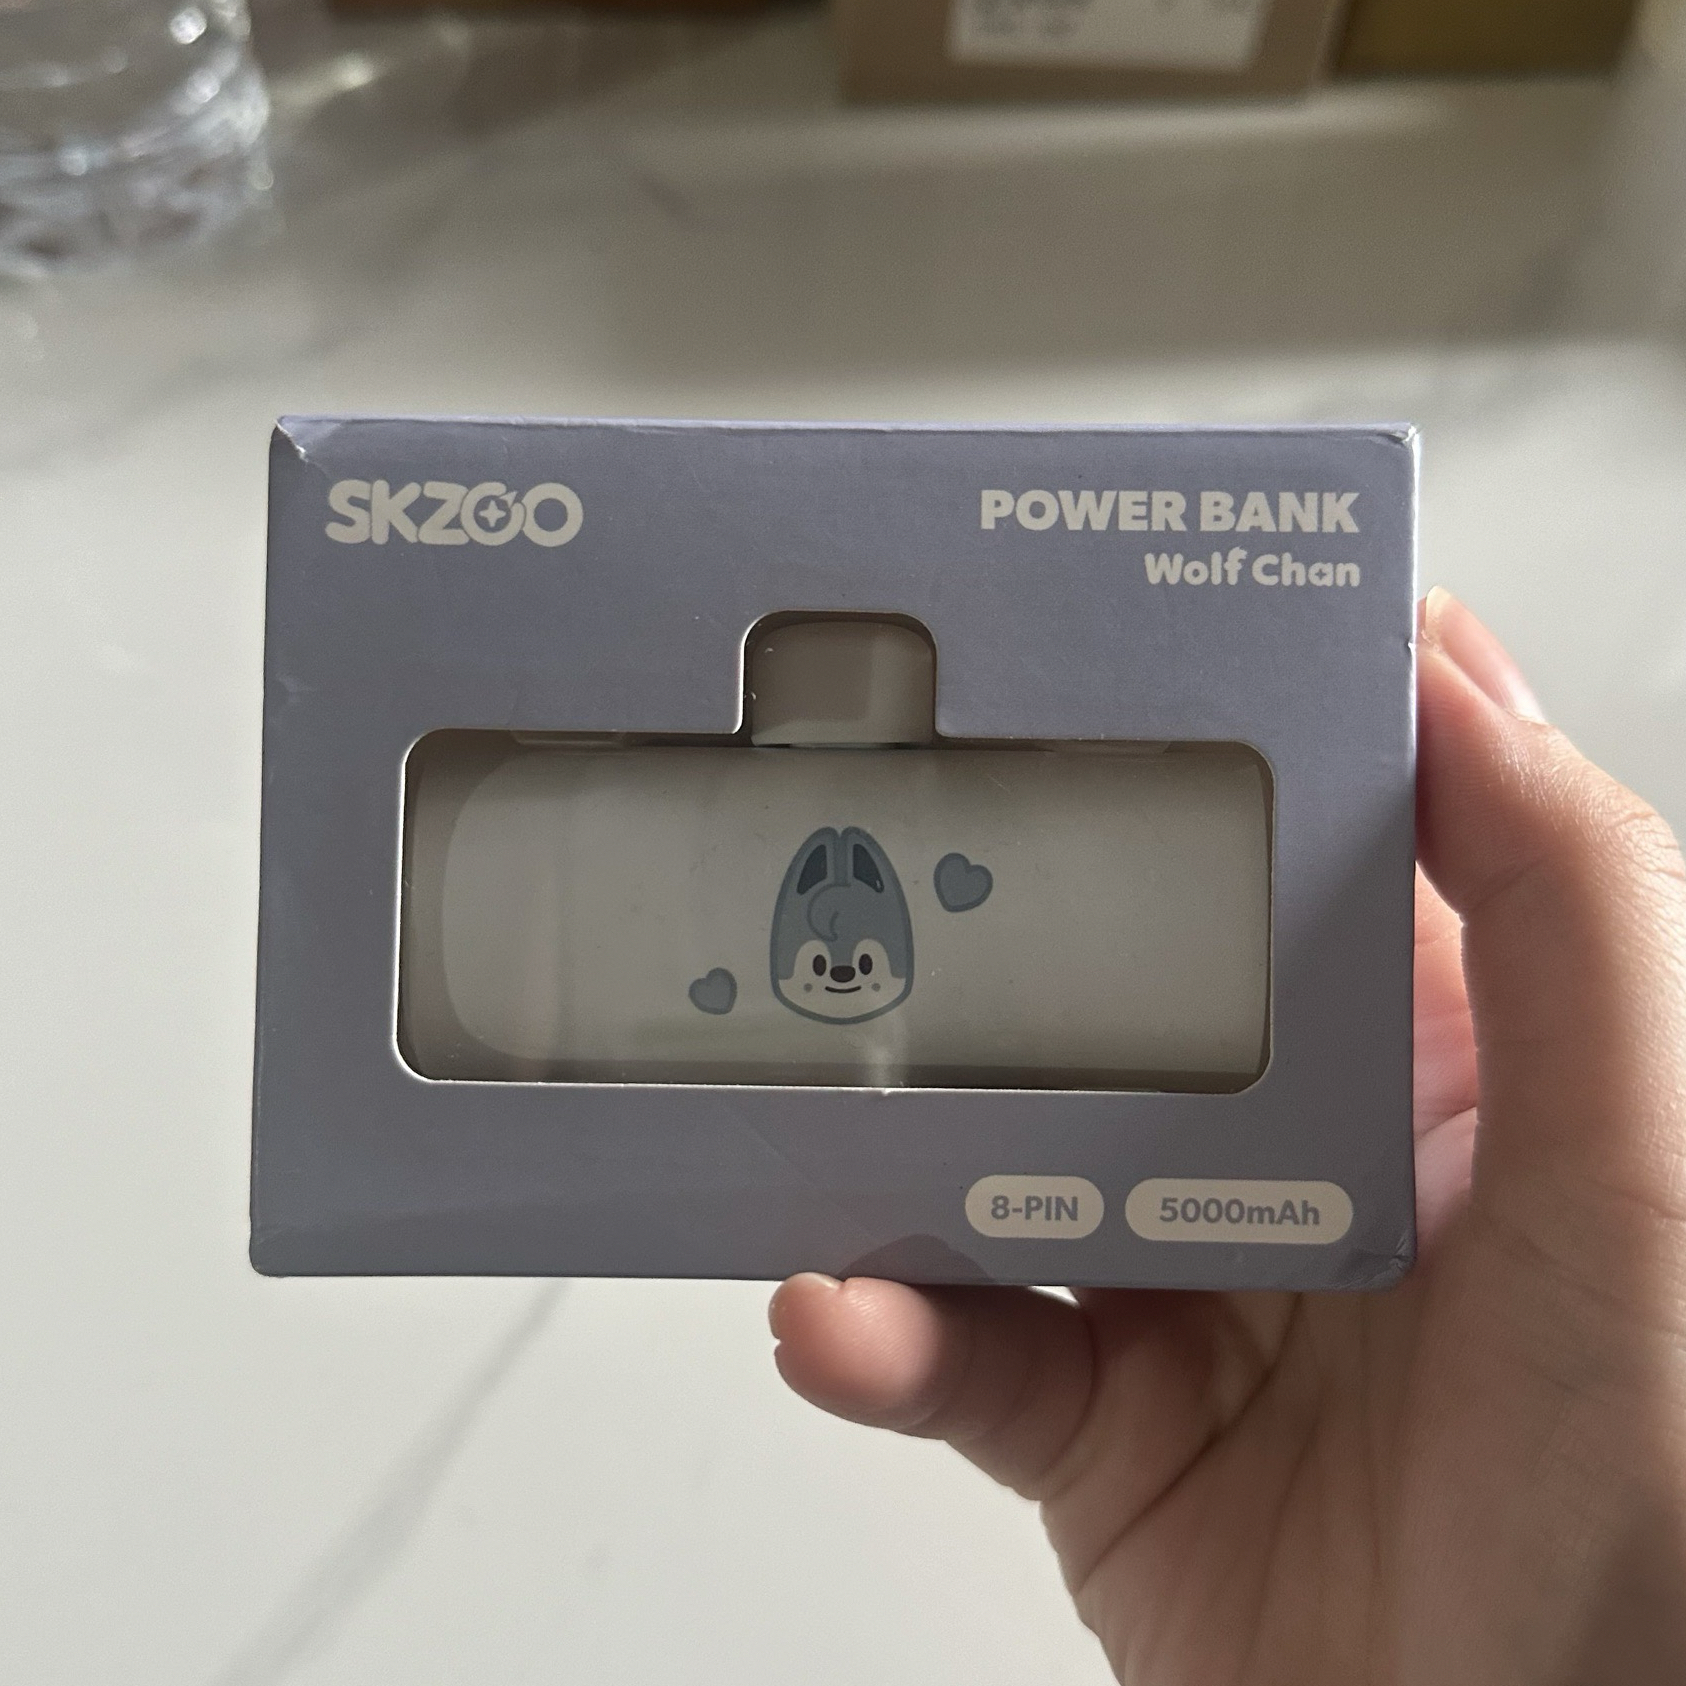 SKZOO
POWER BANK
Wolf Chan
8-PIN
5000mAh